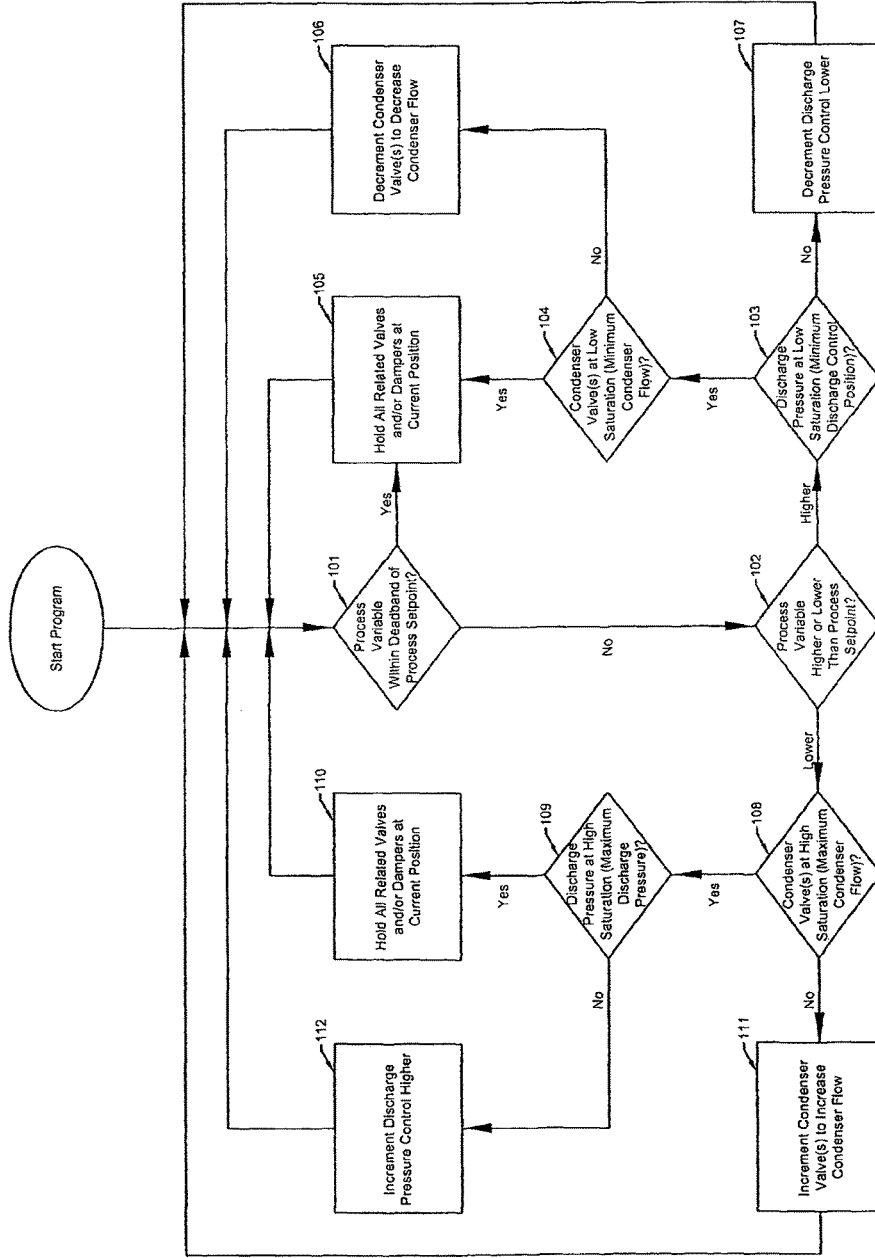 Start Program
101
Process
Variable
Within Deadband of
Process Setpoint?
Yes
No
102
Process
Variable
Higher or Lower
Than Process
Setpoint?
Higher
Lower
103
Discharge
Pressure at Low
Saturation (Minimum
Discharge Control
Position)?
Yes
No
104
Condenser
Valve(s) at Low
Saturation (Minimum
Condenser
Flow)?
Yes
No
105
Hold All Related Valves
and/or Dampers at
Current Position
106
Decrement Condenser
Valve(s) to Decrease
Condenser Flow
107
Decrement Discharge
Pressure Control Lower
108
Condenser
Valve(s) at High
Saturation (Maximum
Condenser
Flow)?
Yes
No
109
Discharge
Pressure at High
Saturation (Maximum
Discharge
Pressure)?
Yes
No
110
Hold All Related Valves
and/or Dampers at
Current Position
111
Increment Condenser
Valve(s) to Increase
Condenser Flow
112
Increment Discharge
Pressure Control Higher